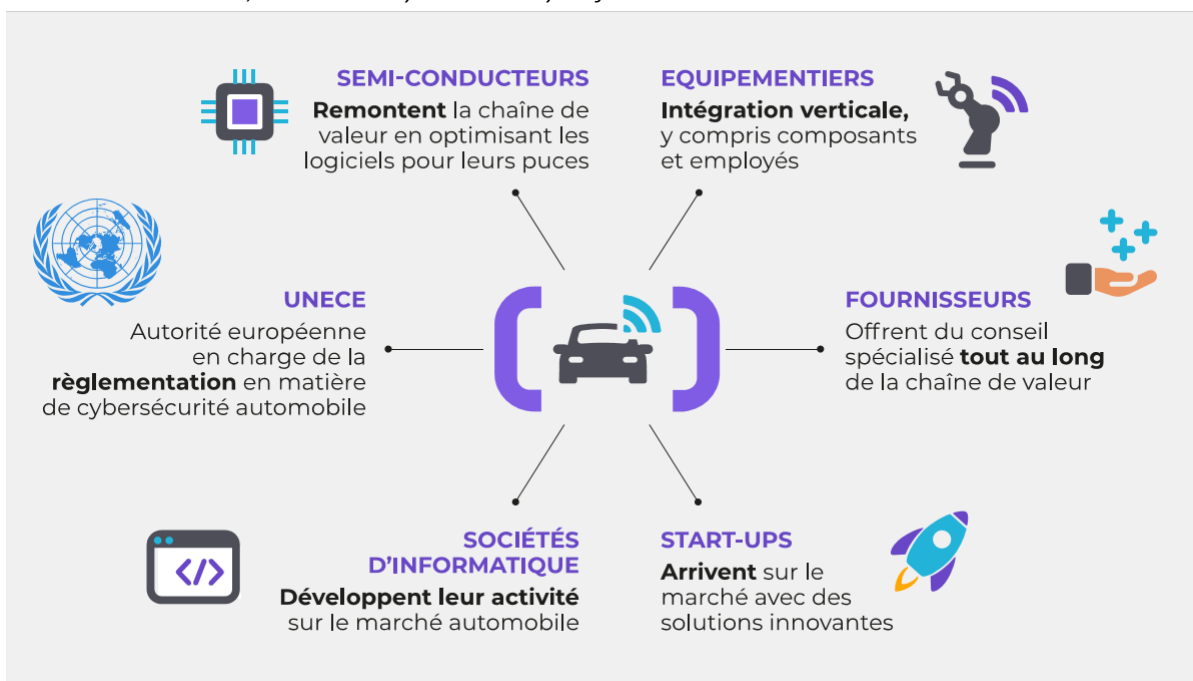 SEMI-CONDUCTEURS
Remontent la chaîne de
valeur en optimisant les
logiciels pour leurs puces
EQUIPEMENTIERS
Intégration verticale,
y compris composants
et employés
UNECE
Autorité européenne
en charge de la
règlementation en matière
de cybersécurité automobile
FOURNISSEURS
Offrent du conseil
spécialisé tout au long
de la chaîne de valeur
SOCIÉTÉS
D'INFORMATIQUE
Développent leur activité
sur le marché automobile
START-UPS
Arrivent sur le
marché avec des
solutions innovantes